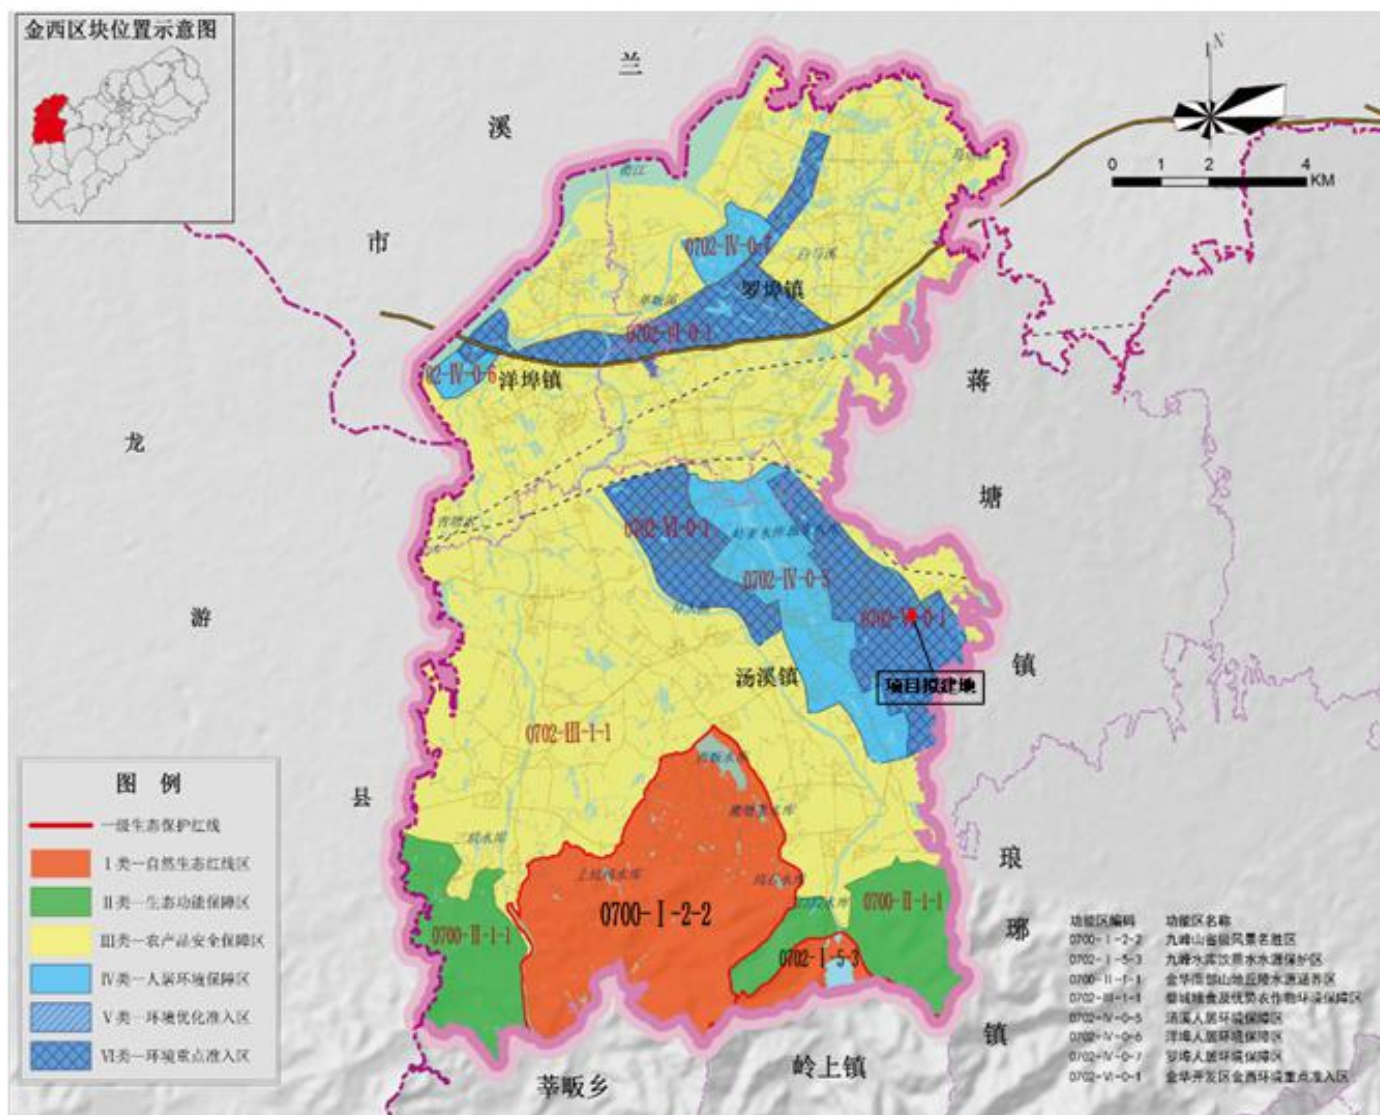 金西区块位置示意图
N
0 1 2 4
KM
兰
溪
市
龙
游
县
蒋
塘
镇
琅
琊
镇
衢江
0702-Ⅳ-0-7
罗埠镇
0702-Ⅵ-0-1
02-Ⅳ-0-6
洋埠镇
0702-Ⅵ-0-1
0702-Ⅳ-0-5
0702-Ⅵ-0-1
项目拟建地
汤溪镇
0702-Ⅲ-1-1
上
0700-Ⅰ-2-2
0700-Ⅱ-1-1
0700-Ⅱ-1-1
0702-Ⅰ-5-3
莘畈乡
岭上镇
图 例
一级生态保护红线
Ⅰ类—自然生态红线区
Ⅱ类—生态功能保障区
Ⅲ类—农产品安全保障区
Ⅳ类—人居环境保障区
Ⅴ类—环境优化准入区
Ⅵ类—环境重点准入区
功能区编码 功能区名称
0700-Ⅰ-2-2 九峰山省级风景名胜区
0702-Ⅰ-5-3 九峰水库饮用水水源保护区
0700-Ⅱ-1-1 金华南部山地丘陵水源涵养区
0702-Ⅲ-1-1 婺城粮食及优势农作物环境保障区
0702-Ⅳ-0-5 汤溪人居环境保障区
0702-Ⅳ-0-6 洋埠人居环境保障区
0702-Ⅳ-0-7 罗埠人居环境保障区
0702-Ⅵ-0-1 金华开发区金西环境重点准入区